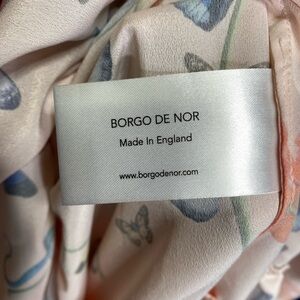 BORGO DE NOR
Made In England
www.borgodenor.com